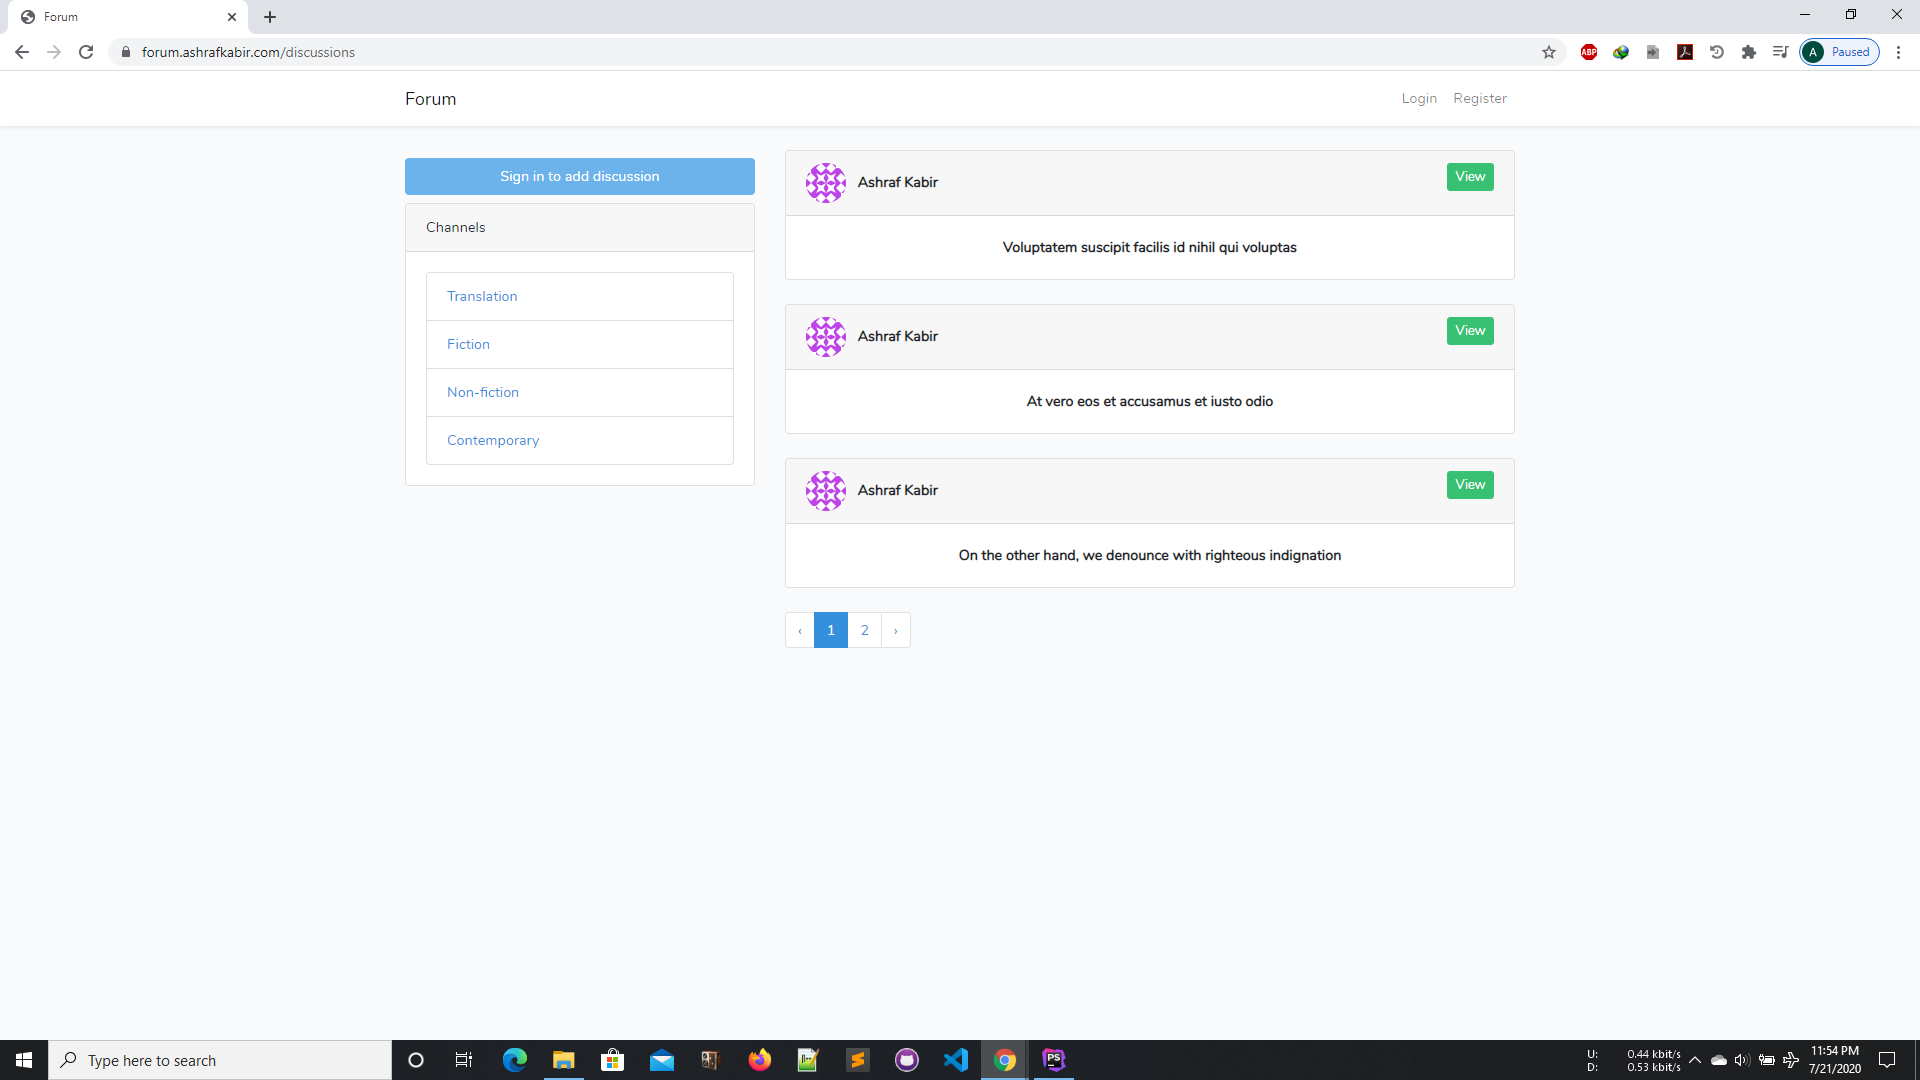 Forum
forum.ashrafkabir.com/discussions
ABP
A
Paused
Forum
Login
Register
Sign in to add discussion
Channels
Translation
Fiction
Non-fiction
Contemporary
Ashraf Kabir
View
Voluptatem suscipit facilis id nihil qui voluptas
Ashraf Kabir
View
At vero eos et accusamus et iusto odio
Ashraf Kabir
View
On the other hand, we denounce with righteous indignation
‹ 1 2 ›
Type here to search
PS
U: 0.44 kbit/s
D: 0.53 kbit/s
11:54 PM
7/21/2020